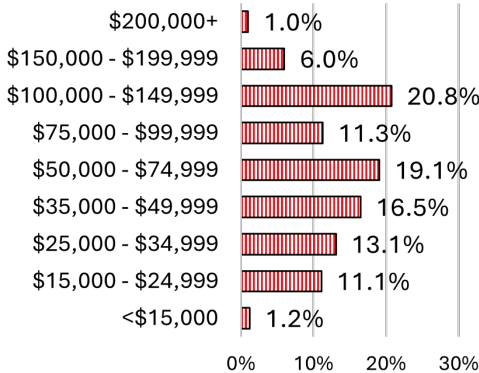 $200,000+ 1.0%
$150,000 - $199,999 6.0%
$100,000 - $149,999 20.8%
$75,000 - $99,999 11.3%
$50,000 - $74,999 19.1%
$35,000 - $49,999 16.5%
$25,000 - $34,999 13.1%
$15,000 - $24,999 11.1%
<$15,000 1.2%
0% 10% 20% 30%